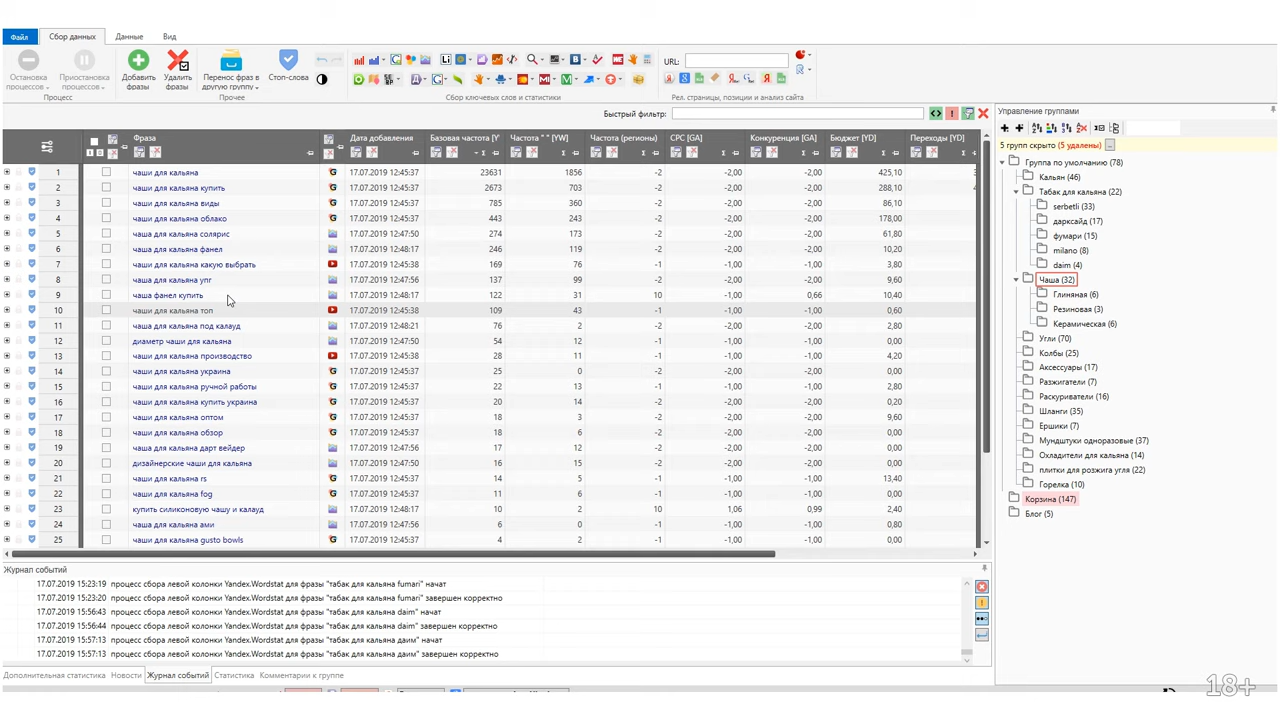 Файл Сбор данных Данные Вид
Остановка процессов Приостановка процессов Добавить фразы Удалить фразы Перенос фраз в другую группу Стоп-слова URL:
Процесс Прочее Сбор ключевых слов и статистики Рел. страницы, позиции и анализ сайта
Быстрый фильтр:
Фраза Дата добавления Базовая частота [Y Частота " " [YW] Частота (регионы) CPC [GA] Конкуренция [GA] Бюджет [YD] Переходы [YD]
1 чаши для кальяна 17.07.2019 12:45:37 23631 1856 -2 -2,00 -2,00 425,10
2 чаши для кальяна купить 17.07.2019 12:45:37 2673 703 -2 -2,00 -2,00 288,10
3 чаши для кальяна виды 17.07.2019 12:45:37 785 360 -2 -2,00 -2,00 86,10
4 чаши для кальяна облако 17.07.2019 12:45:37 443 243 -2 -2,00 -2,00 178,00
5 чаши для кальяна солярис 17.07.2019 12:47:50 274 173 -2 -2,00 -2,00 61,80
6 чаша для кальяна фанел 17.07.2019 12:48:17 246 119 -2 -2,00 -2,00 10,20
7 чаши для кальяна какую выбрать 17.07.2019 12:45:38 169 76 -2 -2,00 -2,00 3,80
8 чаша для кальяна упг 17.07.2019 12:47:56 137 99 -2 -2,00 -2,00 9,60
9 чаша фанел купить 17.07.2019 12:48:17 122 31 10 -1,00 0,66 10,40
10 чаши для кальяна топ 17.07.2019 12:45:38 109 43 -1 -1,00 -1,00 0,60
11 чаша для кальяна под калауд 17.07.2019 12:48:21 76 2 -2 -2,00 -2,00 2,80
12 диаметр чаши для кальяна 17.07.2019 12:47:50 54 12 -1 -1,00 -1,00 0,00
13 чаши для кальяна производство 17.07.2019 12:45:38 28 11 -1 -1,00 -1,00 4,20
14 чаши для кальяна украина 17.07.2019 12:45:37 25 0 -2 -2,00 -2,00 0,00
15 чаши для кальяна ручной работы 17.07.2019 12:45:37 22 13 -1 -1,00 -1,00 2,80
16 чаши для кальяна купить украина 17.07.2019 12:45:37 20 14 -1 -1,00 -1,00 0,20
17 чаши для кальяна оптом 17.07.2019 12:45:37 18 3 -2 -2,00 -2,00 9,60
18 чаши для кальяна обзор 17.07.2019 12:45:37 18 6 -2 -2,00 -2,00 0,00
19 чаша для кальяна дарт вейдер 17.07.2019 12:47:56 17 12 -2 -2,00 -2,00 0,00
20 дизайнерские чаши для кальяна 17.07.2019 12:47:50 16 15 -2 -2,00 -2,00 0,00
21 чаши для кальяна rs 17.07.2019 12:45:37 14 5 -2 -2,00 -2,00 13,40
22 чаши для кальяна fog 17.07.2019 12:45:37 11 6 -2 -2,00 -2,00 0,00
23 купить силиконовую чашу и калауд 17.07.2019 12:48:18 10 2 10 1,06 0,99 2,40
24 чаша для кальяна ами 17.07.2019 12:47:56 6 0 -2 -2,00 -2,00 0,80
25 чаши для кальяна gusto bowls 17.07.2019 12:45:37 4 2 -1 -1,00 -1,00 0,00
Журнал событий
17.07.2019 15:23:19 процесс сбора левой колонки Yandex.Wordstat для фразы "табак для кальяна fumari" начат
17.07.2019 15:23:20 процесс сбора левой колонки Yandex.Wordstat для фразы "табак для кальяна fumari" завершен корректно
17.07.2019 15:56:43 процесс сбора левой колонки Yandex.Wordstat для фразы "табак для кальяна daim" начат
17.07.2019 15:56:44 процесс сбора левой колонки Yandex.Wordstat для фразы "табак для кальяна daim" завершен корректно
17.07.2019 15:57:13 процесс сбора левой колонки Yandex.Wordstat для фразы "табак для кальяна даим" начат
17.07.2019 15:57:13 процесс сбора левой колонки Yandex.Wordstat для фразы "табак для кальяна даим" завершен корректно
Дополнительная статистика Новости Журнал событий Статистика Комментарии к группе
Управление группами
5 групп скрыто (5 удалены) ...
Группа по умолчанию (78)
Кальян (46)
Табак для кальяна (22)
serbetli (33)
дарксайд (17)
фумари (15)
milano (8)
daim (4)
Чаша (32)
Глиняная (6)
Резиновая (3)
Керамическая (6)
Угли (70)
Колбы (25)
Аксессуары (17)
Разжигатели (7)
Раскуриватели (16)
Шланги (35)
Ершики (7)
Мундштуки одноразовые (37)
Охладители для кальяна (14)
плитки для розжига угля (22)
Горелка (10)
Корзина (147)
Блог (5)
18+